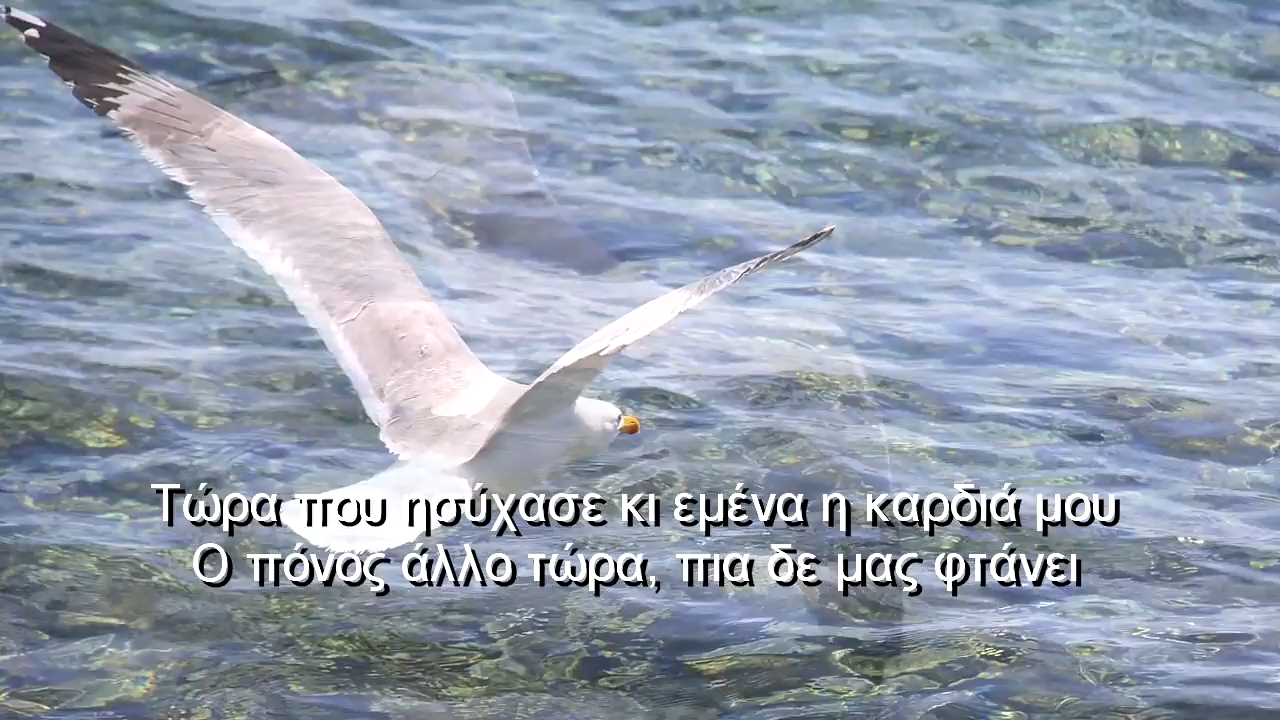 Τώρα που ησύχασε κι εμένα η καρδιά μου
Ο πόνος άλλο τώρα, πια δε μας φτάνει